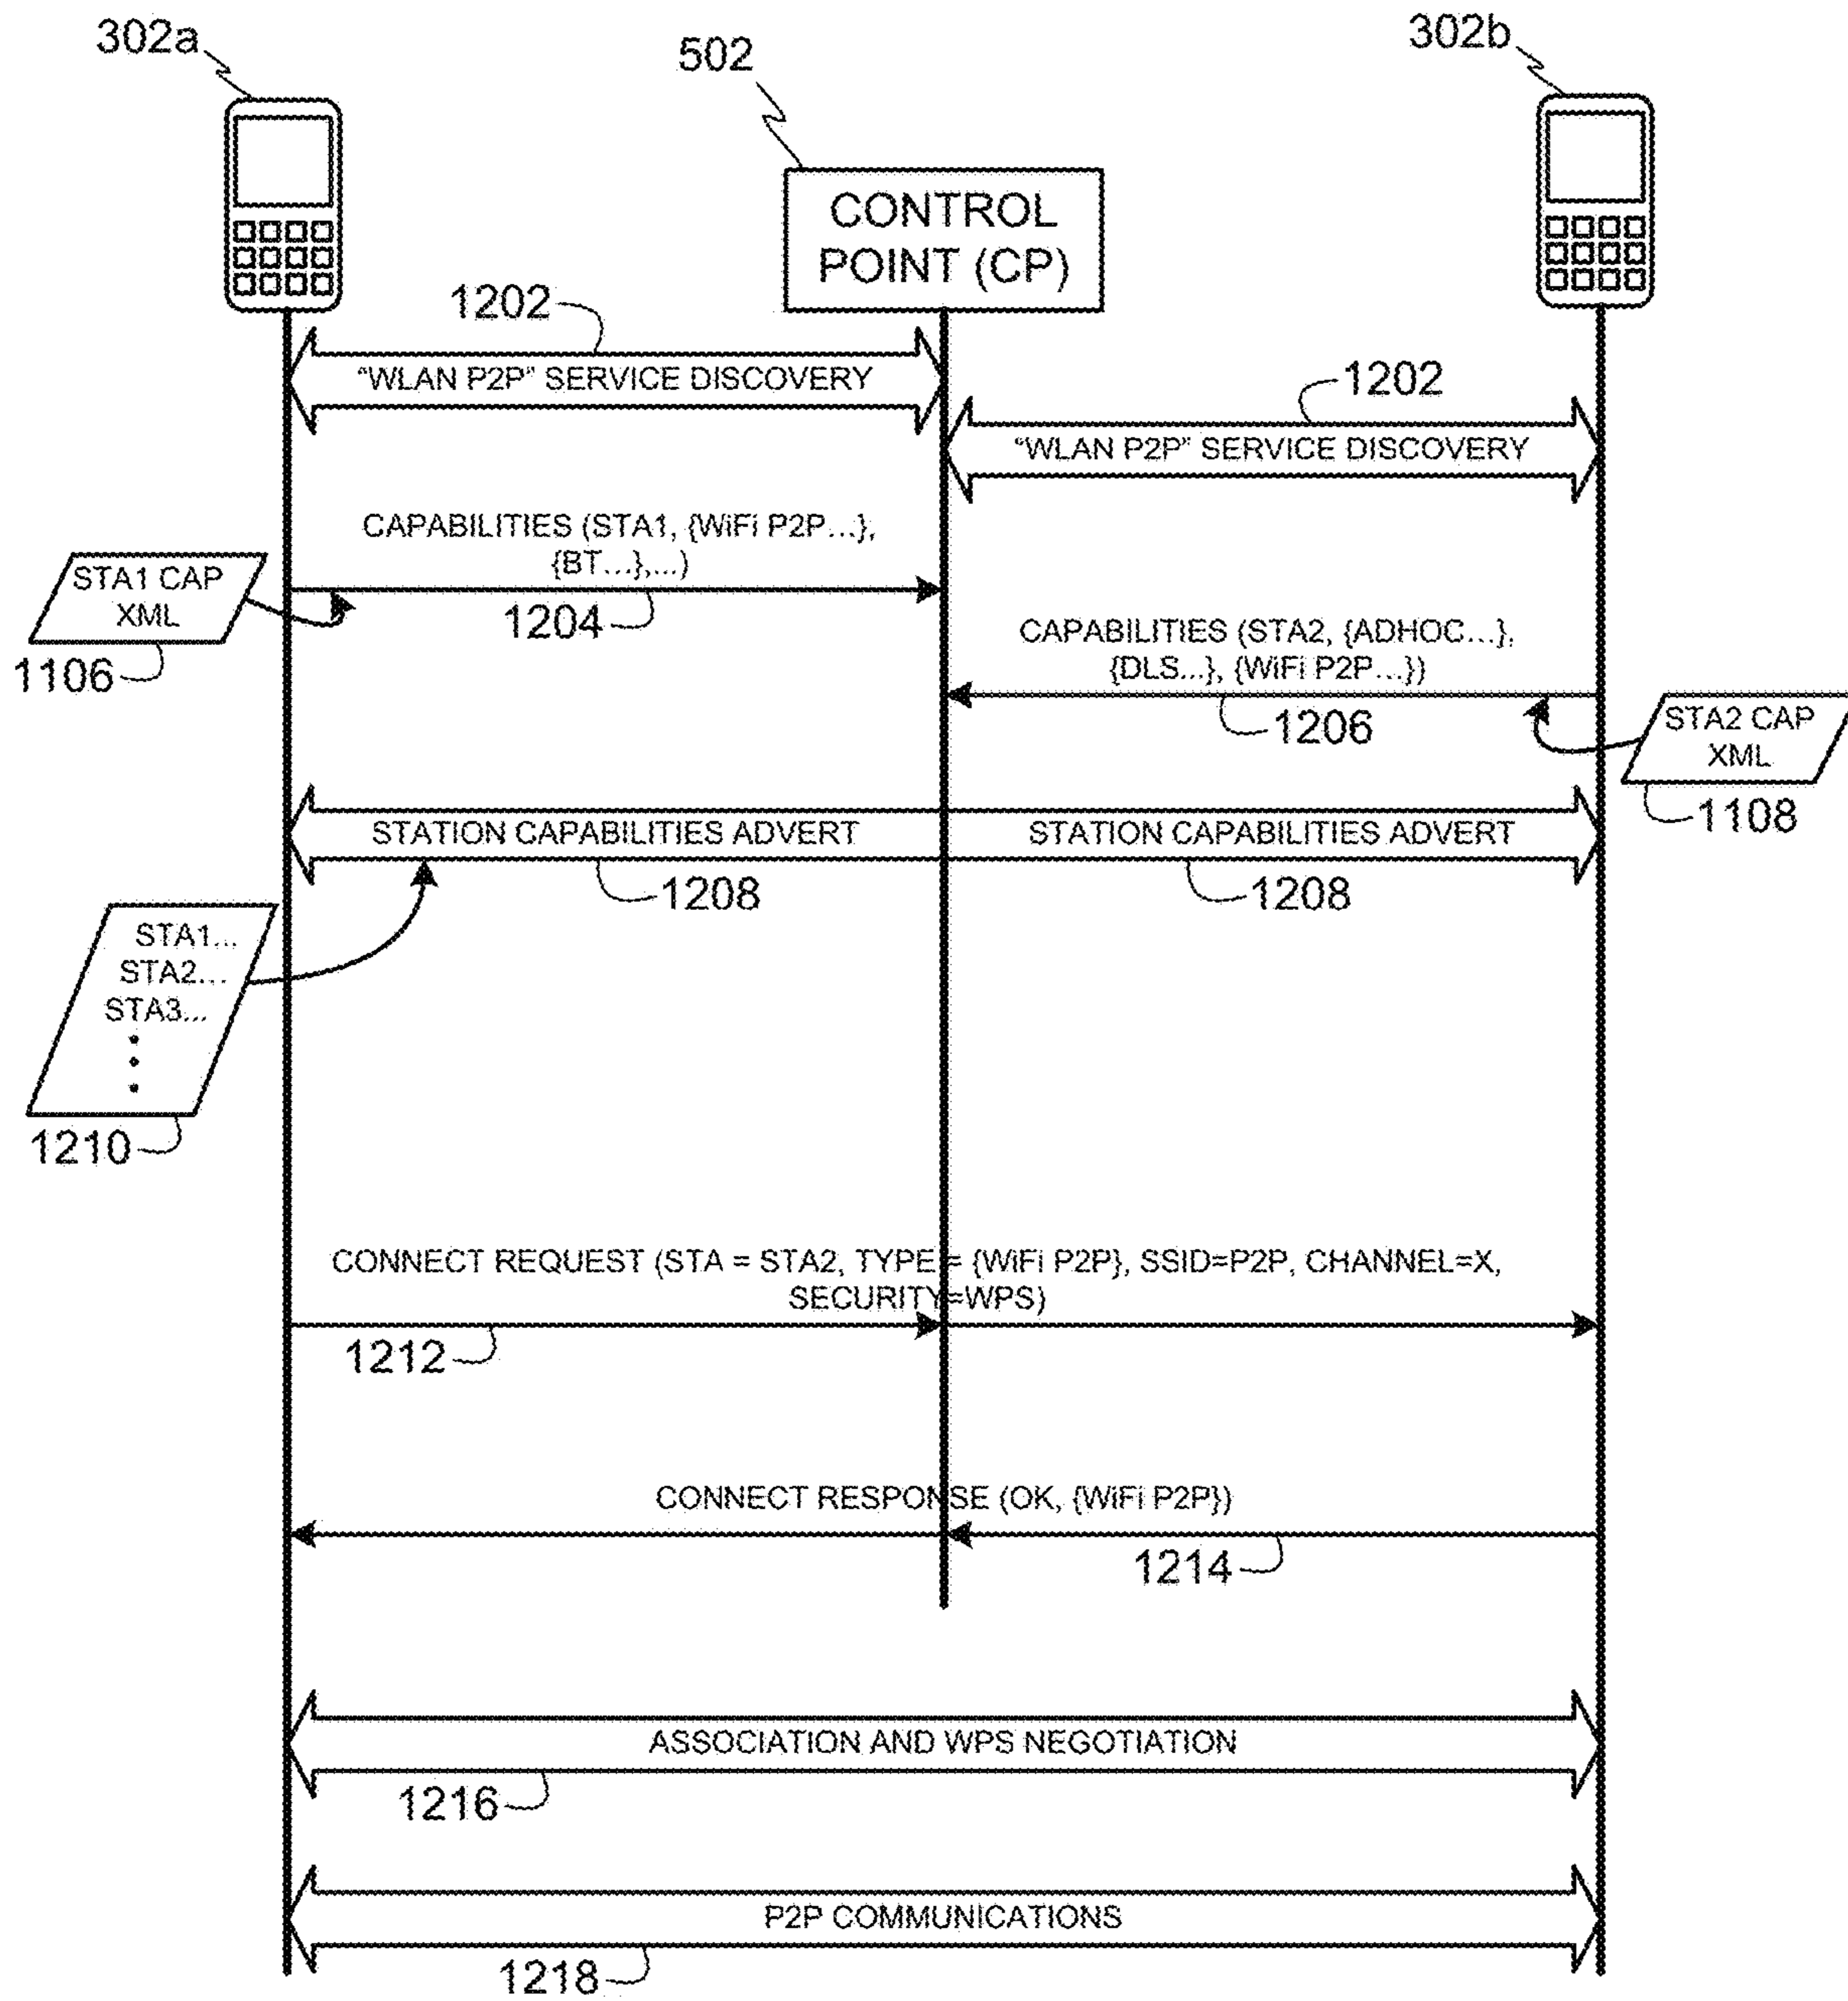 302a
502
302b
CONTROL
POINT (CP)
1202
"WLAN P2P" SERVICE DISCOVERY
1202
"WLAN P2P" SERVICE DISCOVERY
CAPABILITIES (STA1, {WiFi P2P...},
{BT...},...)
STA1 CAP
XML
1204
1106
CAPABILITIES (STA2, {ADHOC...},
{DLS...}, {WiFi P2P...})
1206
STA2 CAP
XML
1108
STATION CAPABILITIES ADVERT
STATION CAPABILITIES ADVERT
1208
1208
STA1...
STA2...
STA3...
1210
CONNECT REQUEST (STA = STA2, TYPE = {WiFi P2P}, SSID=P2P, CHANNEL=X,
SECURITY=WPS)
1212
CONNECT RESPONSE (OK, {WiFi P2P})
1214
ASSOCIATION AND WPS NEGOTIATION
1216
P2P COMMUNICATIONS
1218